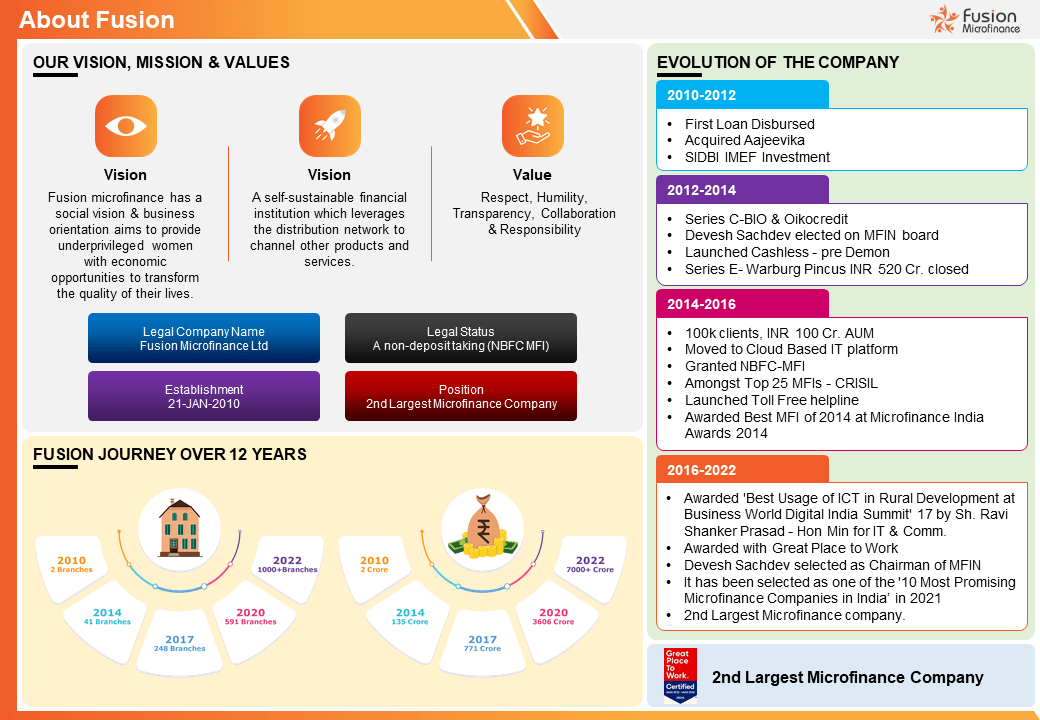 About Fusion
Fusion
Microfinance
OUR VISION, MISSION & VALUES
Vision
Fusion microfinance has a
social vision & business
orientation aims to provide
underprivileged women
with economic
opportunities to transform
the quality of their lives.
Vision
A self-sustainable financial
institution which leverages
the distribution network to
channel other products and
services.
Value
Respect, Humility,
Transparency, Collaboration
& Responsibility
Legal Company Name
Fusion Microfinance Ltd
Legal Status
A non-deposit taking (NBFC MFI)
Establishment
21-JAN-2010
Position
2nd Largest Microfinance Company
FUSION JOURNEY OVER 12 YEARS
2010
2 Branches
2014
41 Branches
2017
248 Branches
2020
591 Branches
2022
1000+Branches
₹
2010
2 Crore
2014
135 Crore
2017
771 Crore
2020
3606 Crore
2022
7000+ Crore
EVOLUTION OF THE COMPANY
2010-2012
• First Loan Disbursed
• Acquired Aajeevika
• SIDBI IMEF Investment
2012-2014
• Series C-BIO & Oikocredit
• Devesh Sachdev elected on MFIN board
• Launched Cashless - pre Demon
• Series E- Warburg Pincus INR 520 Cr. closed
2014-2016
• 100k clients, INR 100 Cr. AUM
• Moved to Cloud Based IT platform
• Granted NBFC-MFI
• Amongst Top 25 MFIs - CRISIL
• Launched Toll Free helpline
• Awarded Best MFI of 2014 at Microfinance India
Awards 2014
2016-2022
• Awarded 'Best Usage of ICT in Rural Development at
Business World Digital India Summit' 17 by Sh. Ravi
Shanker Prasad - Hon Min for IT & Comm.
• Awarded with Great Place to Work
• Devesh Sachdev selected as Chairman of MFIN
• It has been selected as one of the '10 Most Promising
Microfinance Companies in India’ in 2021
• 2nd Largest Microfinance company.
Great
Place
To
Work.
Certified
INDIA
2nd Largest Microfinance Company